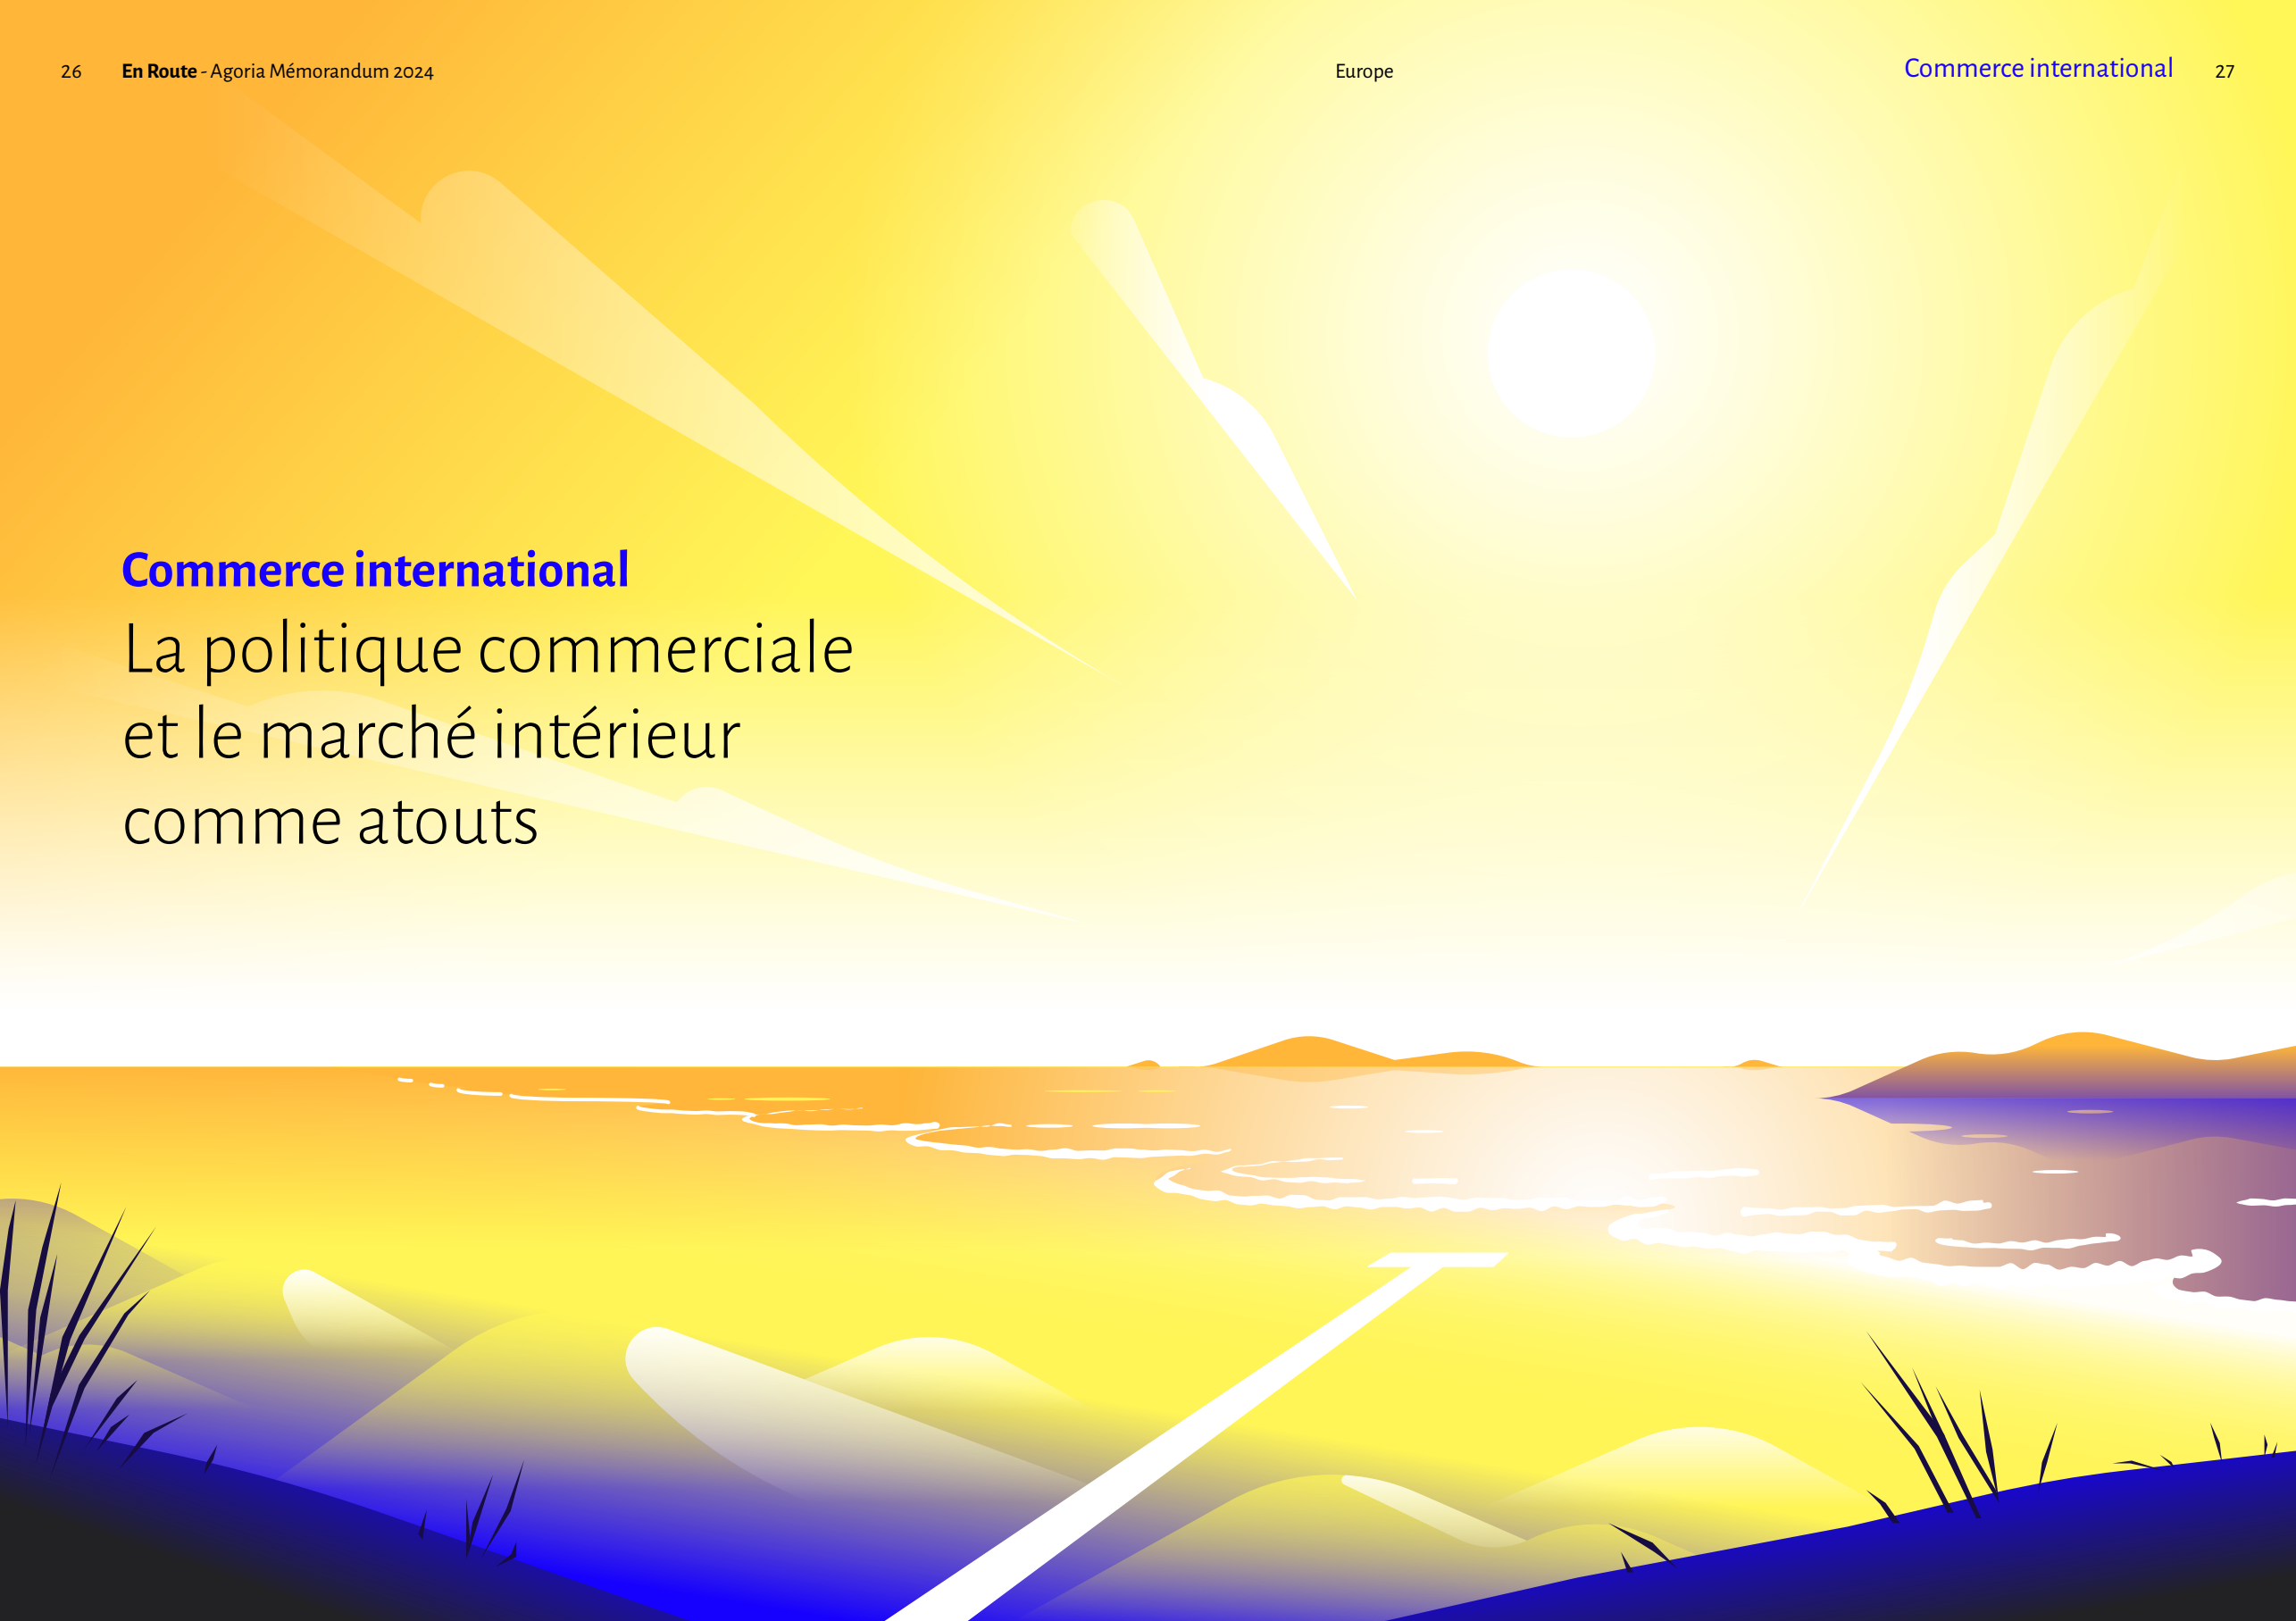 26 En Route - Agoria Mémorandum 2024 Europe Commerce international 27
Commerce international
La politique commerciale
et le marché intérieur
comme atouts